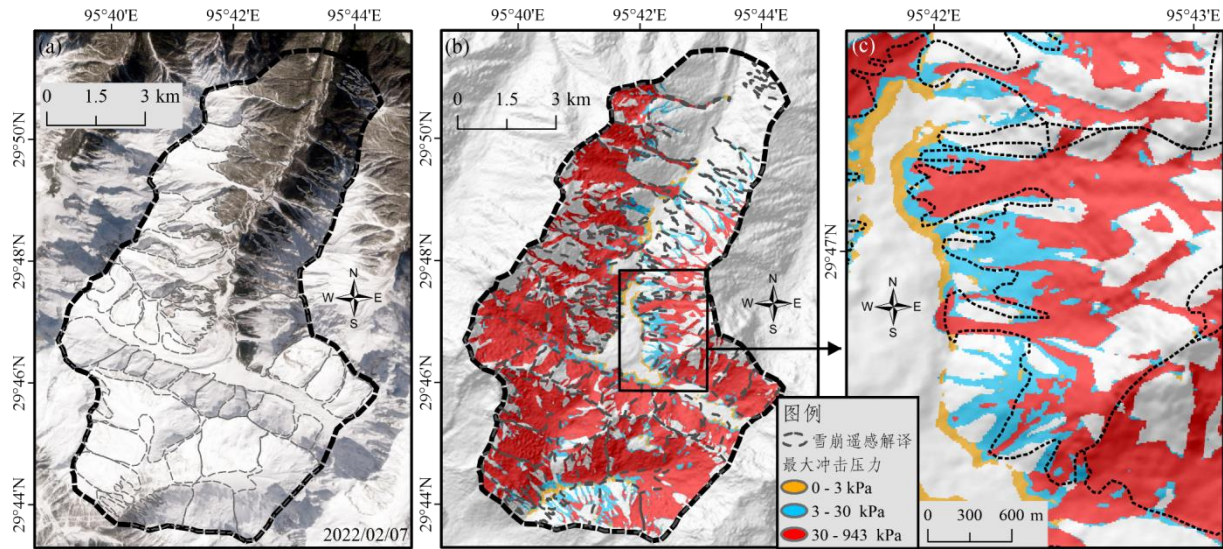 95°40'E 95°42'E 95°44'E
95°40'E 95°42'E 95°44'E
95°42'E 95°43'E
(a)
0 1.5 3 km
29°50'N
29°48'N
29°46'N
29°44'N
N
W E
S
2022/02/07
(b)
0 1.5 3 km
29°50'N
29°48'N
29°46'N
29°44'N
N
W E
S
图例
雪崩遥感解译
最大冲击压力
0 - 3 kPa
3 - 30 kPa
30 - 943 kPa
(c)
29°47'N
N
W E
S
0 300 600 m